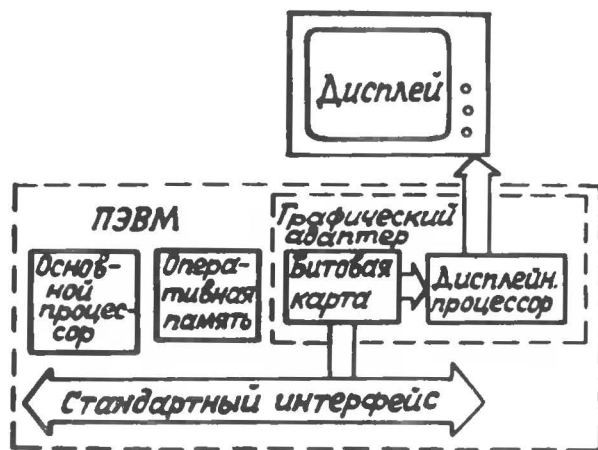 Дисплей
ПЭВМ
Графический
адаптер
Основ-
ной
процес-
сор
Опера-
тивная
память
Битовая
карта
Дисплейн.
процессор
Стандартный интерфейс